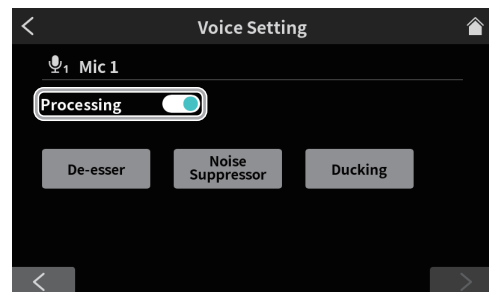 Voice Setting
1 Mic 1
Processing
De-esser
Noise
Suppressor
Ducking